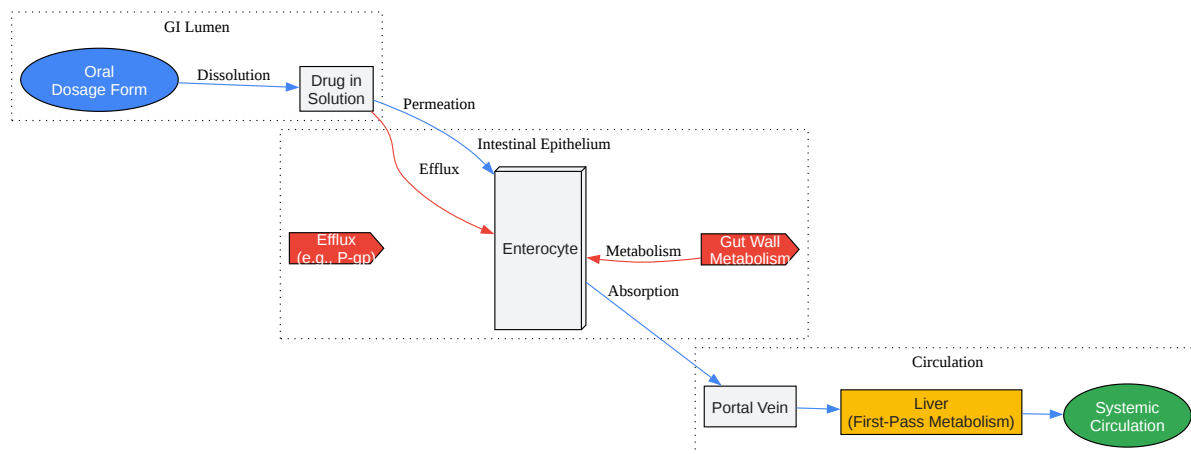 GI Lumen
Oral
Dosage Form
Dissolution
Drug in
Solution
Permeation
Intestinal Epithelium
Efflux
Enterocyte
Efflux
(e.g., P-gp)
Metabolism
Gut Wall
Metabolism
Absorption
Circulation
Portal Vein
Liver
(First-Pass Metabolism)
Systemic
Circulation